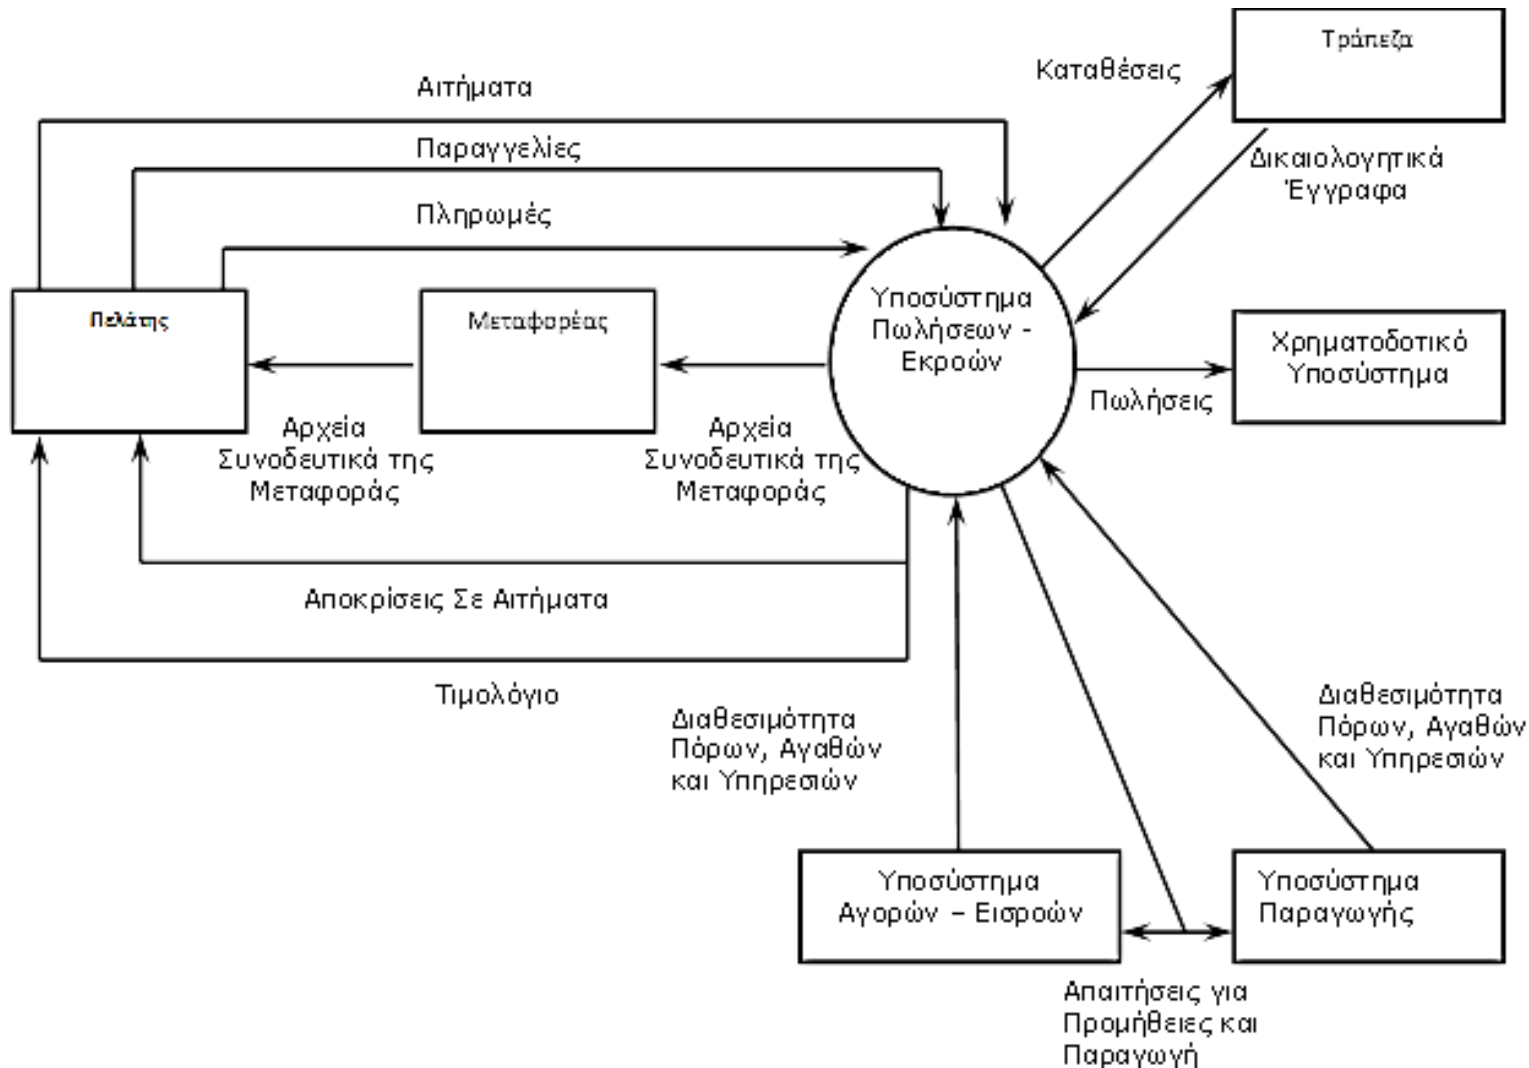 Τράπεζα
Καταθέσεις
Αιτήματα
Παραγγελίες
Δικαιολογητικά
Έγγραφα
Πληρωμές
Πελάτης
Μεταφορέας
Υποσύστημα
Πωλήσεων -
Εκροών
Χρηματοδοτικό
Υποσύστημα
Πωλήσεις
Αρχεία
Συνοδευτικά της
Μεταφοράς
Αρχεία
Συνοδευτικά της
Μεταφοράς
Αποκρίσεις Σε Αιτήματα
Τιμολόγιο
Διαθεσιμότητα
Πόρων, Αγαθών
και Υπηρεσιών
Διαθεσιμότητα
Πόρων, Αγαθών
και Υπηρεσιών
Υποσύστημα
Αγορών – Εισροών
Υποσύστημα
Παραγωγής
Απαιτήσεις για
Προμήθειες και
Παραγωγή